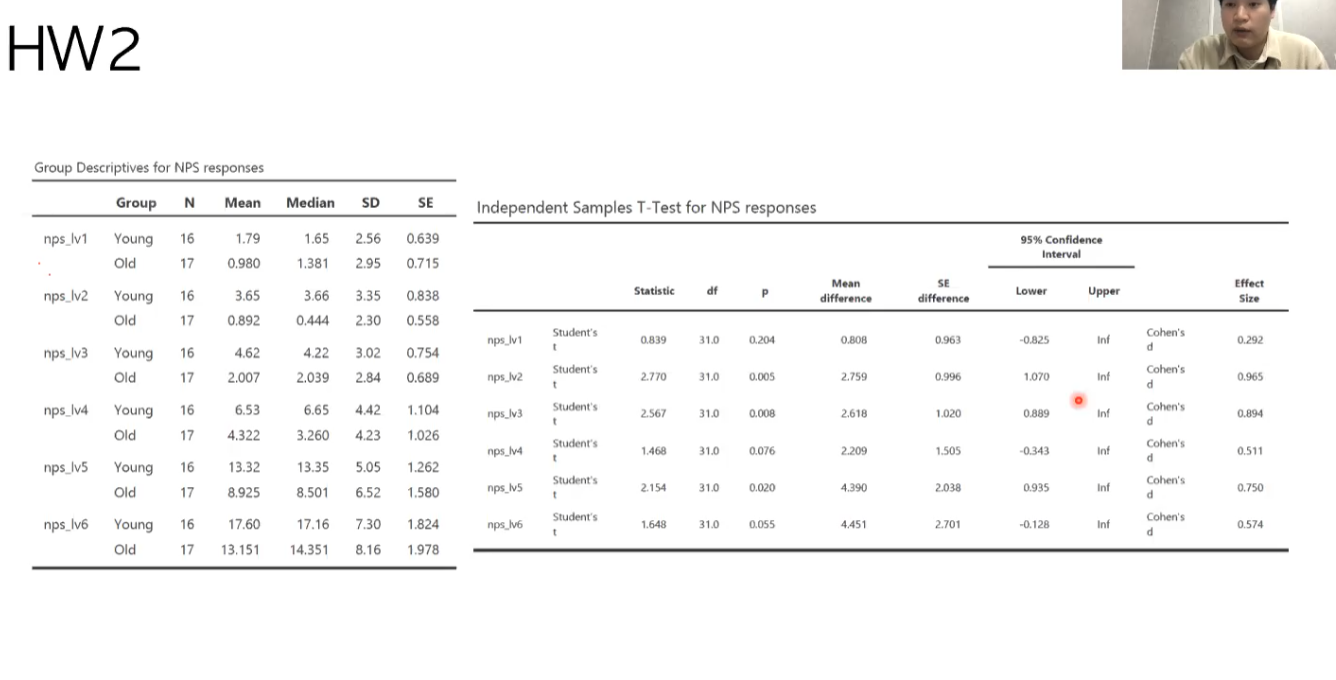 HW2
Group Descriptives for NPS responses
Group N Mean Median SD SE
nps_lv1 Young 16 1.79 1.65 2.56 0.639
Old 17 0.980 1.381 2.95 0.715
nps_lv2 Young 16 3.65 3.66 3.35 0.838
Old 17 0.892 0.444 2.30 0.558
nps_lv3 Young 16 4.62 4.22 3.02 0.754
Old 17 2.007 2.039 2.84 0.689
nps_lv4 Young 16 6.53 6.65 4.42 1.104
Old 17 4.322 3.260 4.23 1.026
nps_lv5 Young 16 13.32 13.35 5.05 1.262
Old 17 8.925 8.501 6.52 1.580
nps_lv6 Young 16 17.60 17.16 7.30 1.824
Old 17 13.151 14.351 8.16 1.978
Independent Samples T-Test for NPS responses
95% Confidence
Interval
Statistic df p Mean difference SE difference Lower Upper Effect Size
nps_lv1 Student's t 0.839 31.0 0.204 0.808 0.963 -0.825 Inf Cohen's d 0.292
nps_lv2 Student's t 2.770 31.0 0.005 2.759 0.996 1.070 Inf Cohen's d 0.965
nps_lv3 Student's t 2.567 31.0 0.008 2.618 1.020 0.889 Inf Cohen's d 0.894
nps_lv4 Student's t 1.468 31.0 0.076 2.209 1.505 -0.343 Inf Cohen's d 0.511
nps_lv5 Student's t 2.154 31.0 0.020 4.390 2.038 0.935 Inf Cohen's d 0.750
nps_lv6 Student's t 1.648 31.0 0.055 4.451 2.701 -0.128 Inf Cohen's d 0.574